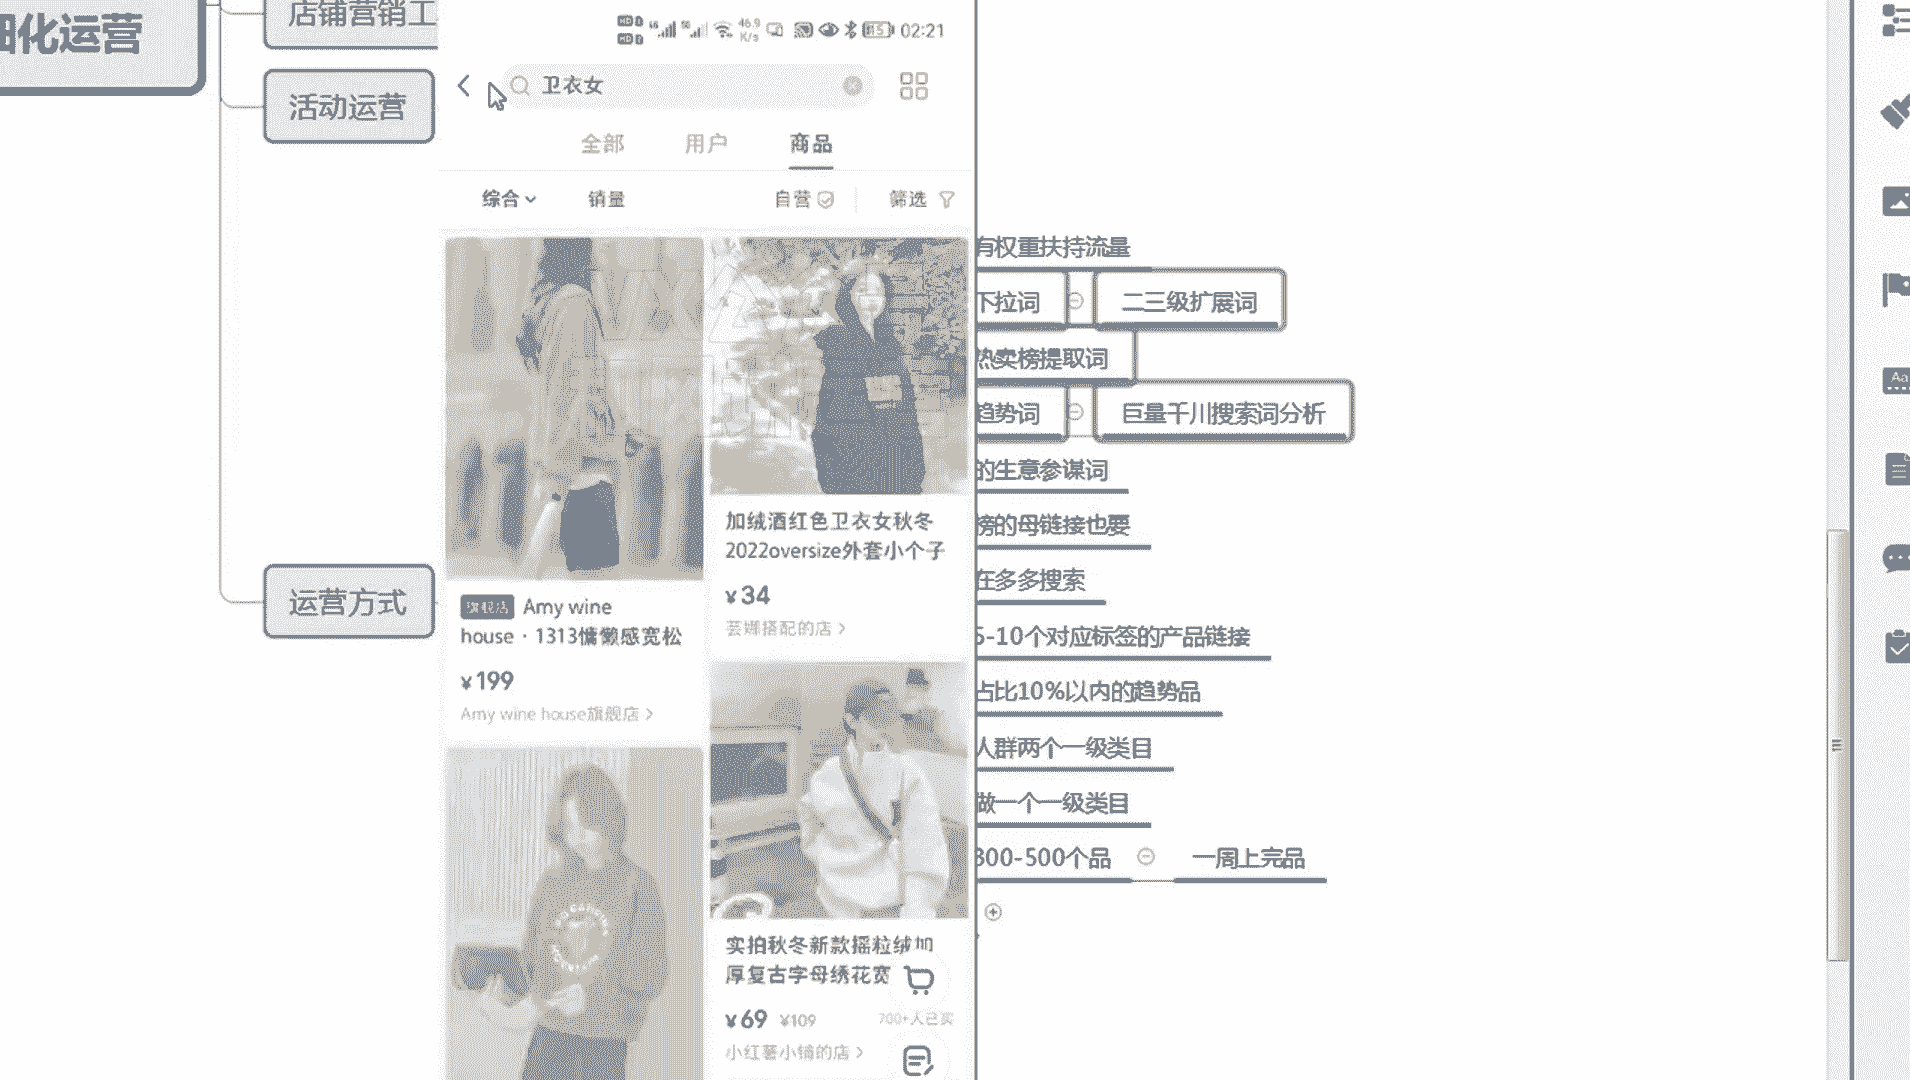 细化运营
店铺营销工
活动运营
运营方式
46.9
K/s
02:21
卫衣女
全部
用户
商品
综合
销量
自营
筛选
旗舰店 Amy wine
house · 1313慵懒感宽松
¥199
Amy wine house旗舰店
加绒酒红色卫衣女秋冬
2022oversize外套小个子
¥34
芸娜搭配的店
实拍秋冬新款摇粒绒加
厚复古字母绣花宽
¥69 ¥109
700+人已买
小红薯小铺的店
有权重扶持流量
下拉词
二三级扩展词
热卖榜提取词
趋势词
巨量千川搜索词分析
的生意参谋词
榜的母链接也要
在多多搜索
5-10个对应标签的产品链接
占比10%以内的趋势品
人群两个一级类目
做一个一级类目
300-500个品
一周上完品
Aa